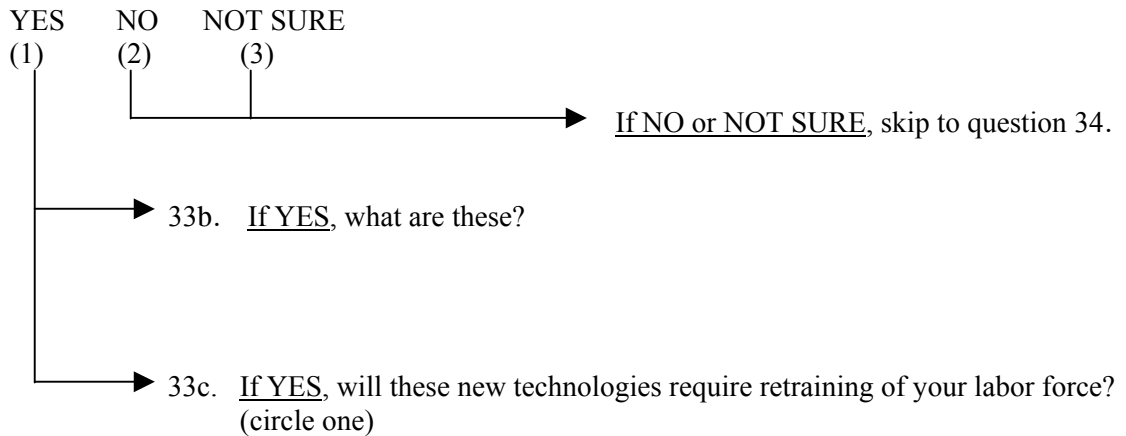 YES NO NOT SURE
(1) (2) (3)
If NO or NOT SURE, skip to question 34.
33b. If YES, what are these?
33c. If YES, will these new technologies require retraining of your labor force?
(circle one)